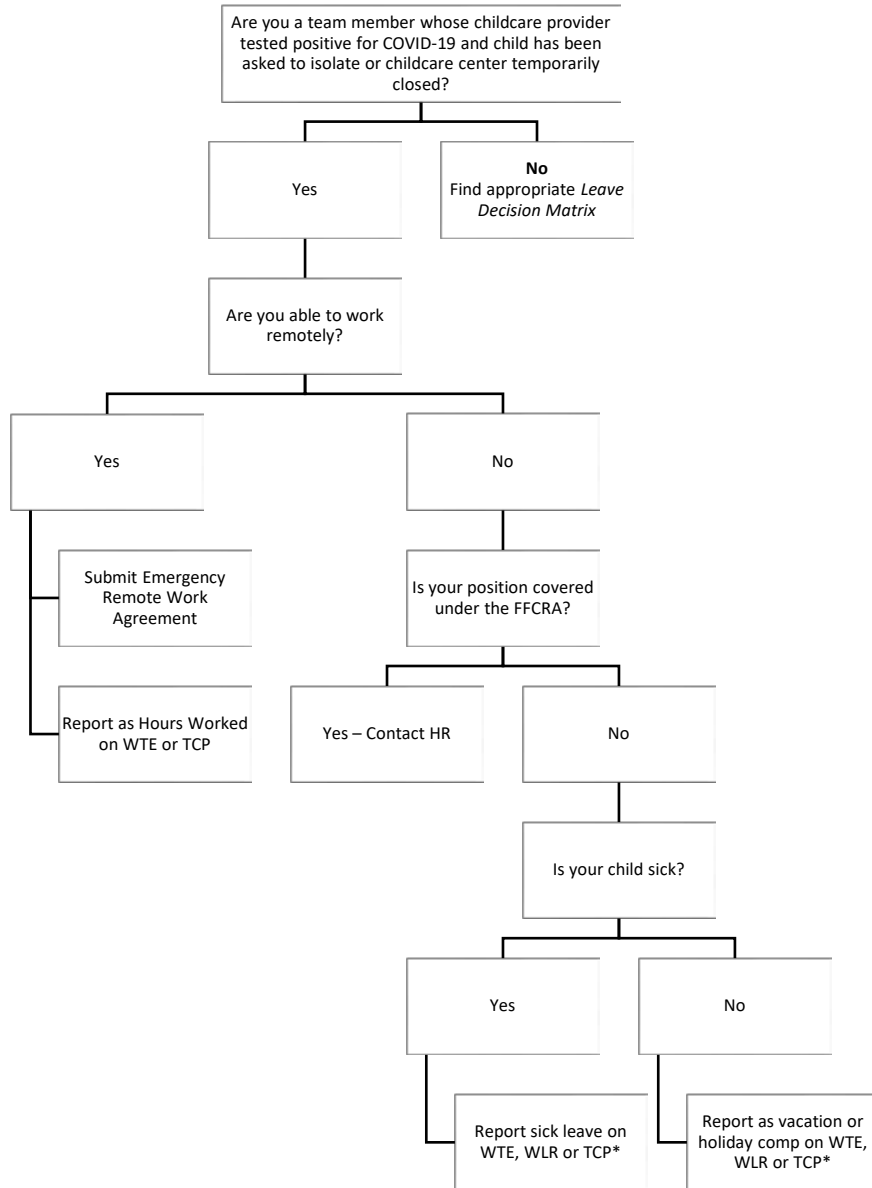 Are you a team member whose childcare provider
tested positive for COVID-19 and child has been
asked to isolate or childcare center temporarily
closed?
Yes
No
Find appropriate Leave
Decision Matrix
Are you able to work
remotely?
Yes
No
Submit Emergency
Remote Work
Agreement
Is your position covered
under the FFCRA?
Report as Hours Worked
on WTE or TCP
Yes – Contact HR
No
Is your child sick?
Yes
No
Report sick leave on
WTE, WLR or TCP*
Report as vacation or
holiday comp on WTE,
WLR or TCP*